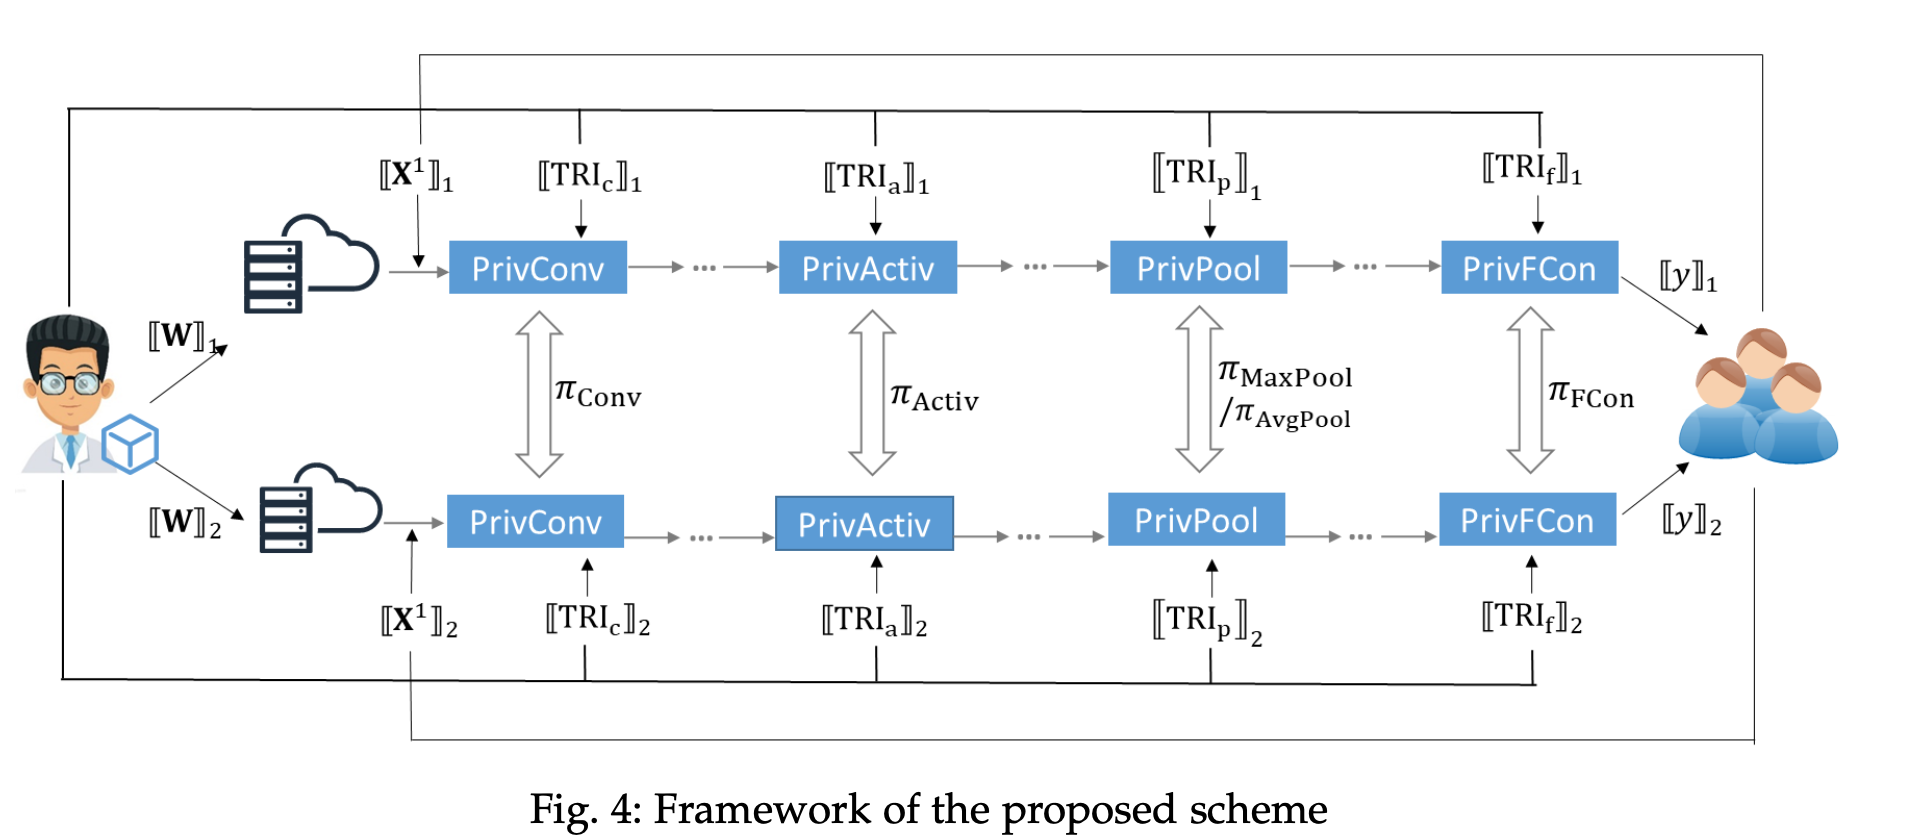 ⟦X¹⟧₁ ⟦TRI_c⟧₁ ⟦TRI_a⟧₁ ⟦TRI_p⟧₁ ⟦TRI_f⟧₁
PrivConv ... PrivActiv ... PrivPool ... PrivFCon
⟦y⟧₁
⟦W⟧₁
π_Conv π_Activ π_MaxPool
/π_AvgPool
π_FCon
⟦W⟧₂
PrivConv ... PrivActiv ... PrivPool ... PrivFCon
⟦y⟧₂
⟦X¹⟧₂ ⟦TRI_c⟧₂ ⟦TRI_a⟧₂ ⟦TRI_p⟧₂ ⟦TRI_f⟧₂
Fig. 4: Framework of the proposed scheme